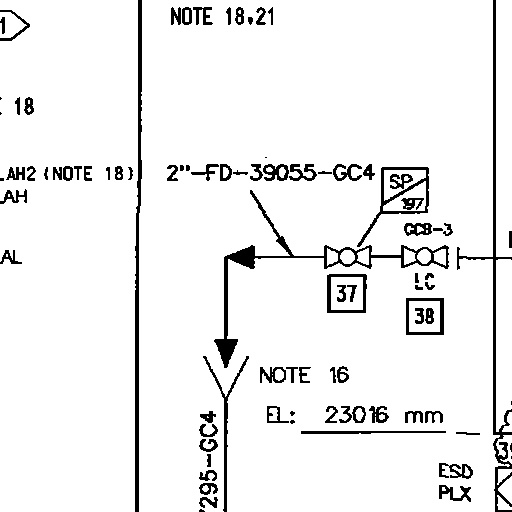 NOTE 18,21
1
18
LAH2 (NOTE 18)
2"-FD-39055-GC4
SP
197
LAH
GCB-3
AL
LC
37
38
NOTE 16
EL: 23016 mm
295-GC4
ESD
PLX